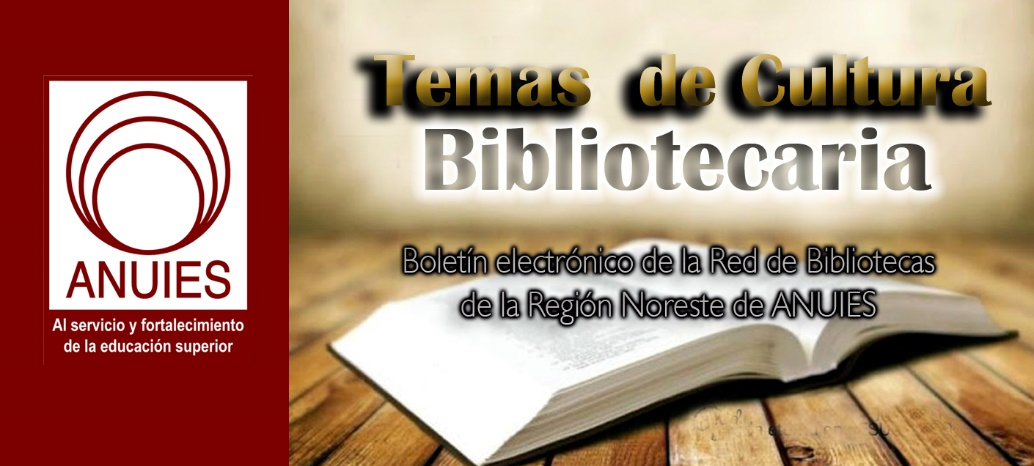 ANUIES
Al servicio y fortalecimiento
de la educación superior
Temas de Cultura
Bibliotecaria
Boletín electrónico de la Red de Bibliotecas
de la Región Noreste de ANUIES